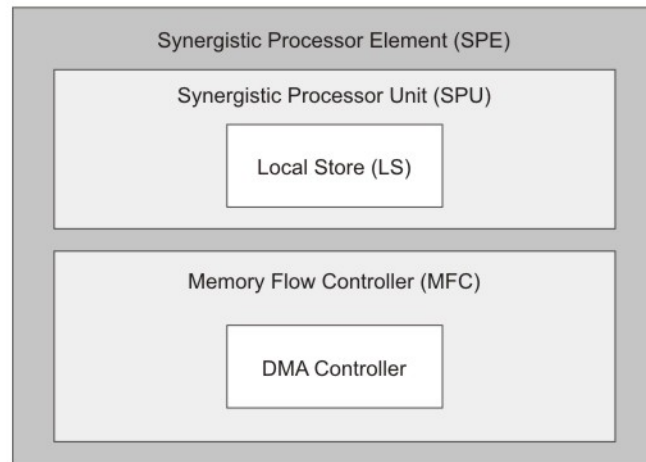 Synergistic Processor Element (SPE)
Synergistic Processor Unit (SPU)
Local Store (LS)
Memory Flow Controller (MFC)
DMA Controller